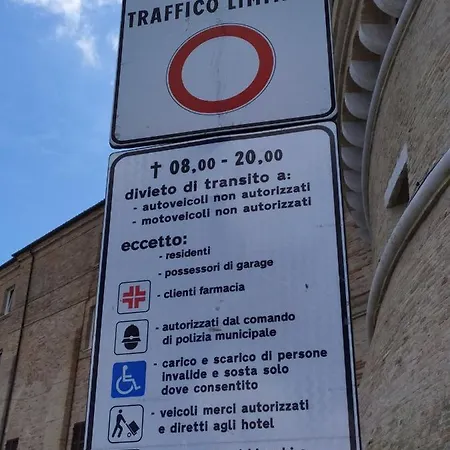 TRAFFICO
✝ 08,00 - 20,00
divieto di transito a:
- autoveicoli non autorizzati
- motoveicoli non autorizzati
eccetto:
- residenti
- possessori di garage
- clienti farmacia
- autorizzati dal comando
di polizia municipale
- carico e scarico di persone
invalide e sosta solo
dove consentito
- veicoli merci autorizzati
e diretti agli hotel